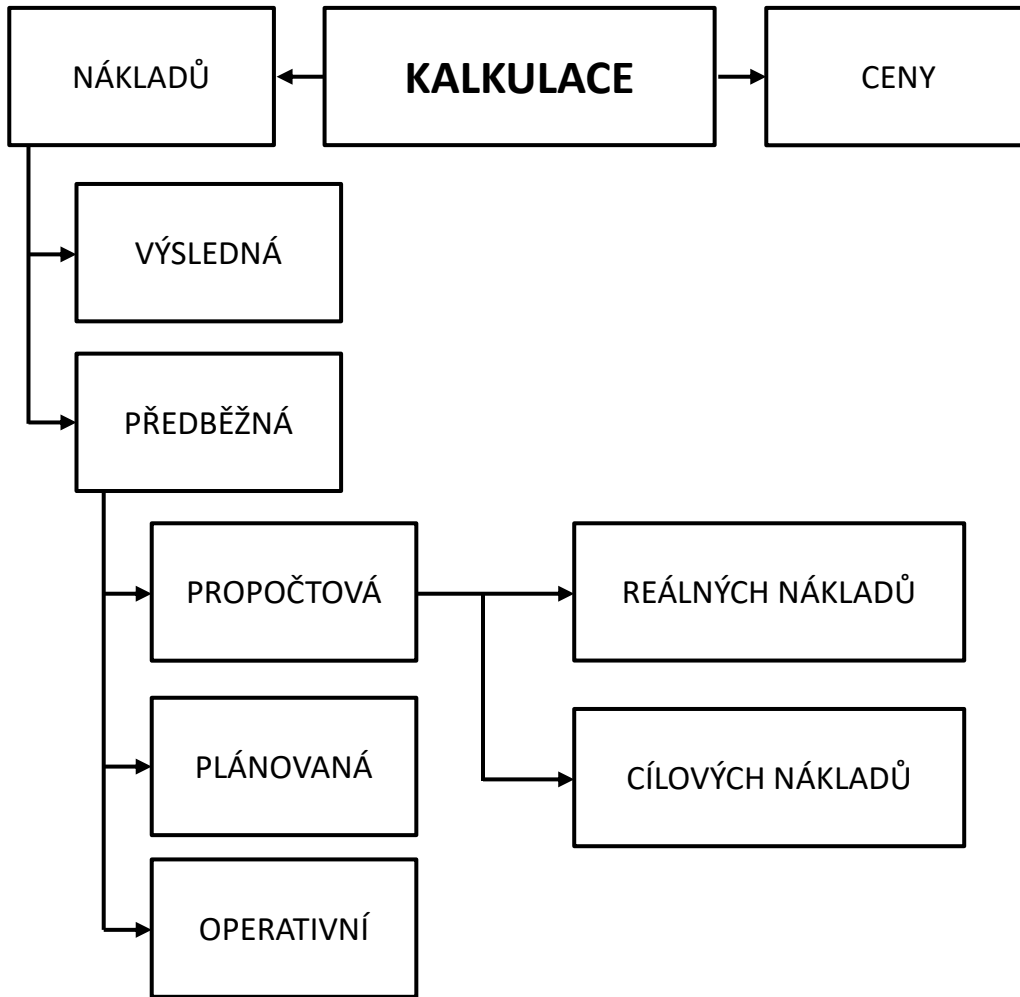 NÁKLADŮ
KALKULACE
CENY
VÝSLEDNÁ
PŘEDBĚŽNÁ
PROPOČTOVÁ
REÁLNÝCH NÁKLADŮ
PLÁNOVANÁ
CÍLOVÝCH NÁKLADŮ
OPERATIVNÍ